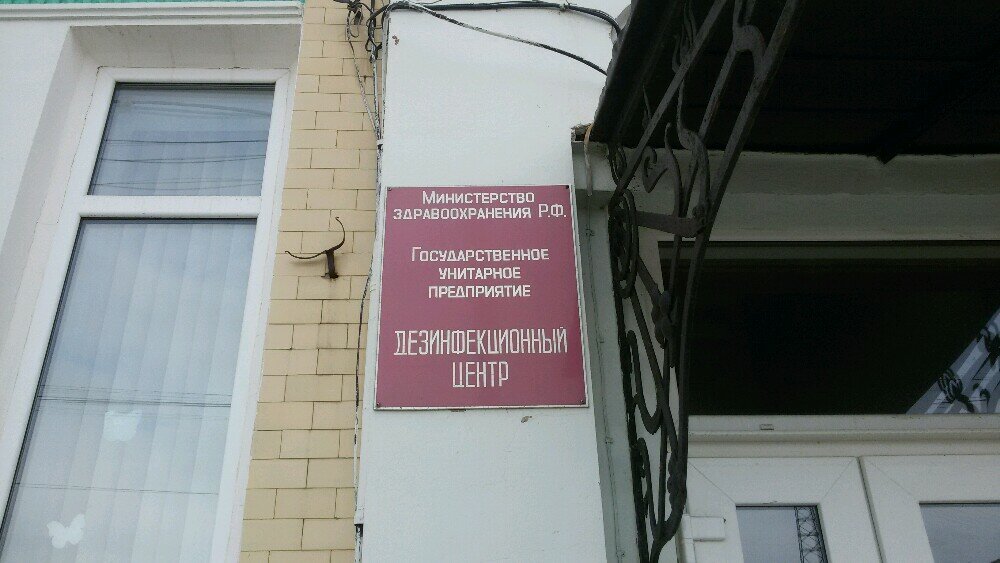 Министерство
здравоохранения Р.Ф.
Государственное
унитарное
предприятие
ДЕЗИНФЕКЦИОННЫЙ
ЦЕНТР